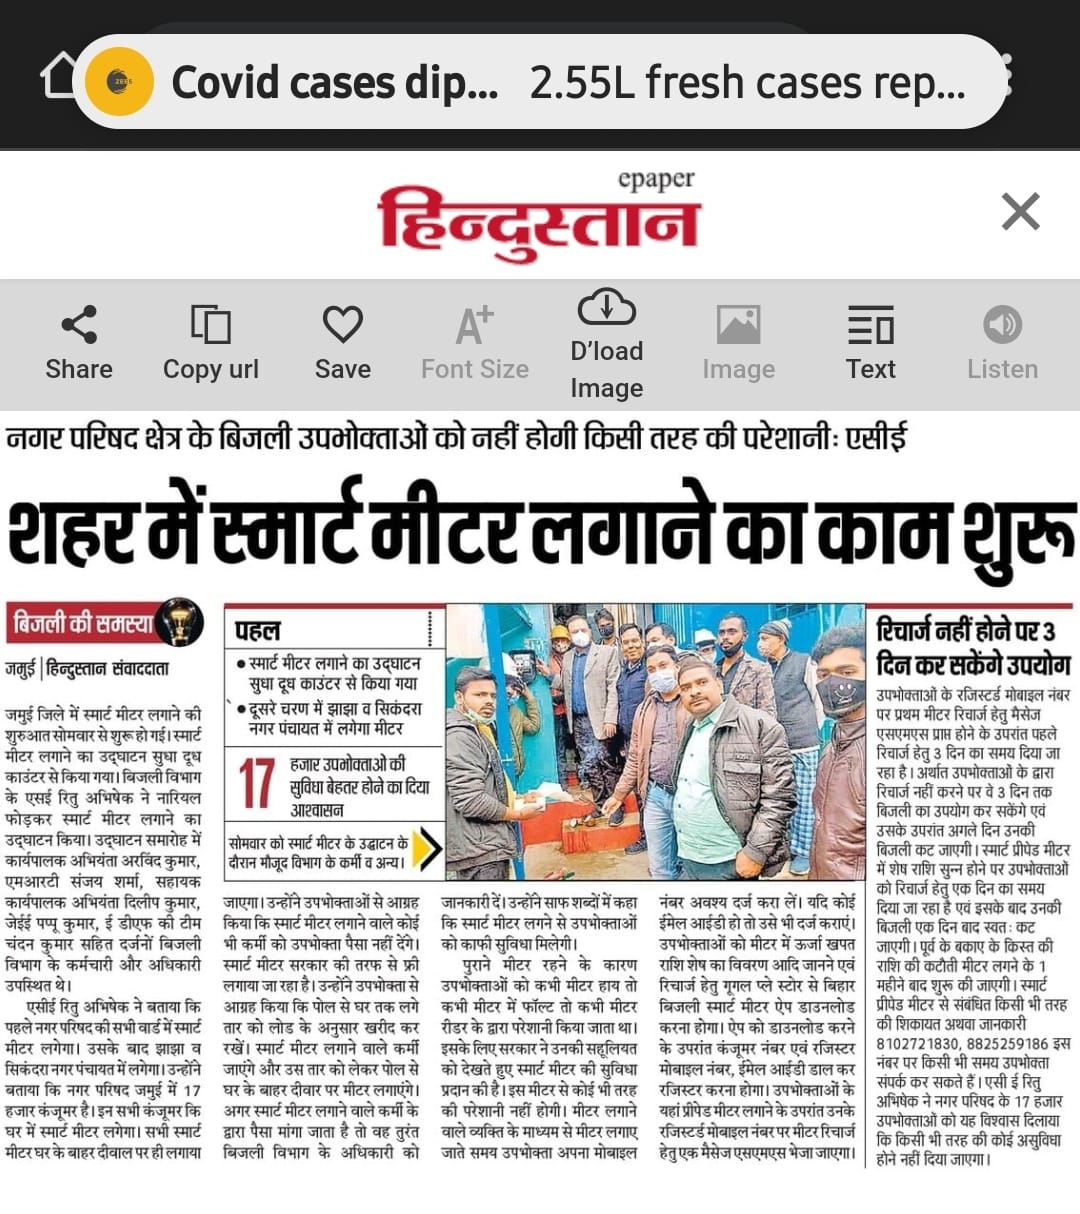 Covid cases dip... 2.55L fresh cases rep...
epaper
हिन्दुस्तान
Share
Copy url
Save
A+
Font Size
D'load
Image
Image
Text
Listen
नगर परिषद क्षेत्र के बिजली उपभोक्ताओं को नहीं होगी किसी तरह की परेशानीः एसीई
शहर में स्मार्ट मीटर लगाने का काम शुरू
बिजली की समस्या
जमुई | हिन्दुस्तान संवाददाता
जमुई जिले में स्मार्ट मीटर लगाने की
शुरुआत सोमवार से शुरू हो गई। स्मार्ट
मीटर लगाने का उद्घाटन सुधा दूध
काउंटर से किया गया। बिजली विभाग
के एसई रितु अभिषेक ने नारियल
फोड़कर स्मार्ट मीटर लगाने का
उद्घाटन किया। उद्घाटन समारोह में
कार्यपालक अभियंता अरविंद कुमार,
एमआरटी संजय शर्मा, सहायक
कार्यपालक अभियंता दिलीप कुमार,
जेईई पप्पू कुमार, ई डीएफ की टीम
चंदन कुमार सहित दर्जनों बिजली
विभाग के कर्मचारी और अधिकारी
उपस्थित थे।
एसीई रितु अभिषेक ने बताया कि
पहले नगर परिषद की सभी वार्ड में स्मार्ट
मीटर लगेगा। उसके बाद झाझा व
सिकंदरा नगर पंचायत में लगेगा। उन्होंने
बताया कि नगर परिषद जमुई में 17
हजार कंजूमर है। इन सभी कंजूमर कि
घर में स्मार्ट मीटर लगेगा। सभी स्मार्ट
मीटर घर के बाहर दीवाल पर ही लगाया
पहल
● स्मार्ट मीटर लगाने का उद्घाटन
सुधा दूध काउंटर से किया गया
● दूसरे चरण में झाझा व सिकंदरा
नगर पंचायत में लगेगा मीटर
17 हजार उपभोक्ताओ की
सुविधा बेहतर होने का दिया
आश्वासन
सोमवार को स्मार्ट मीटर के उद्घाटन के
दौरान मौजूद विभाग के कर्मी व अन्य।
जाएगा। उन्होंने उपभोक्ताओं से आग्रह
किया कि स्मार्ट मीटर लगाने वाले कोई
भी कर्मी को उपभोक्ता पैसा नहीं देंगे।
स्मार्ट मीटर सरकार की तरफ से फ्री
लगाया जा रहा है। उन्होंने उपभोक्ता से
आग्रह किया कि पोल से घर तक लगे
तार को लोड के अनुसार खरीद कर
रखें। स्मार्ट मीटर लगाने वाले कर्मी
जाएंगे और उस तार को लेकर पोल से
घर के बाहर दीवार पर मीटर लगाएंगे।
अगर स्मार्ट मीटर लगाने वाले कर्मी के
द्वारा पैसा मांगा जाता है तो वह तुरंत
बिजली विभाग के अधिकारी को
जानकारी दें। उन्होंने साफ शब्दों में कहा
कि स्मार्ट मीटर लगने से उपभोक्ताओं
को काफी सुविधा मिलेगी।
पुराने मीटर रहने के कारण
उपभोक्ताओं को कभी मीटर हाय तो
कभी मीटर में फॉल्ट तो कभी मीटर
रीडर के द्वारा परेशानी किया जाता था।
इसके लिए सरकार ने उनकी सहूलियत
को देखते हुए स्मार्ट मीटर की सुविधा
प्रदान की है। इस मीटर से कोई भी तरह
की परेशानी नहीं होगी। मीटर लगाने
वाले व्यक्ति के माध्यम से मीटर लगाए
जाते समय उपभोक्ता अपना मोबाइल
नंबर अवश्य दर्ज करा लें। यदि कोई
ईमेल आईडी हो तो उसे भी दर्ज कराएं।
उपभोक्ताओं को मीटर में ऊर्जा खपत
राशि शेष का विवरण आदि जानने एवं
रिचार्ज हेतु गूगल प्ले स्टोर से बिहार
बिजली स्मार्ट मीटर ऐप डाउनलोड
करना होगा। ऐप को डाउनलोड करने
के उपरांत कंजूमर नंबर एवं रजिस्टर
मोबाइल नंबर, ईमेल आईडी डाल कर
रजिस्टर करना होगा। उपभोक्ताओं के
यहां प्रीपेड मीटर लगाने के उपरांत उनके
रजिस्टर्ड मोबाइल नंबर पर मीटर रिचार्ज
हेतु एक मैसेज एसएमएस भेजा जाएगा।
रिचार्ज नहीं होने पर 3
दिन कर सकेंगे उपयोग
उपभोक्ताओं के रजिस्टर्ड मोबाइल नंबर
पर प्रथम मीटर रिचार्ज हेतु मैसेज
एसएमएस प्राप्त होने के उपरांत पहले
रिचार्ज हेतु 3 दिन का समय दिया जा
रहा है। अर्थात उपभोक्ताओं के द्वारा
रिचार्ज नहीं करने पर वे 3 दिन तक
बिजली का उपयोग कर सकेंगे एवं
उसके उपरांत अगले दिन उनकी
बिजली कट जाएगी। स्मार्ट प्रीपेड मीटर
में शेष राशि सुन्न होने पर उपभोक्ताओं
को रिचार्ज हेतु एक दिन का समय
दिया जा रहा है एवं इसके बाद उनकी
बिजली एक दिन बाद स्वतः कट
जाएगी। पूर्व के बकाए के किस्त की
राशि की कटौती मीटर लगने के 1
महीने बाद शुरू की जाएगी। स्मार्ट
प्रीपेड मीटर से संबंधित किसी भी तरह
की शिकायत अथवा जानकारी
8102721830, 8825259186 इस
नंबर पर किसी भी समय उपभोक्ता
संपर्क कर सकते हैं। एसी ई रितु
अभिषेक ने नगर परिषद के 17 हजार
उपभोक्ताओं को यह विश्वास दिलाया
कि किसी भी तरह की कोई असुविधा
होने नहीं दिया जाएगा।